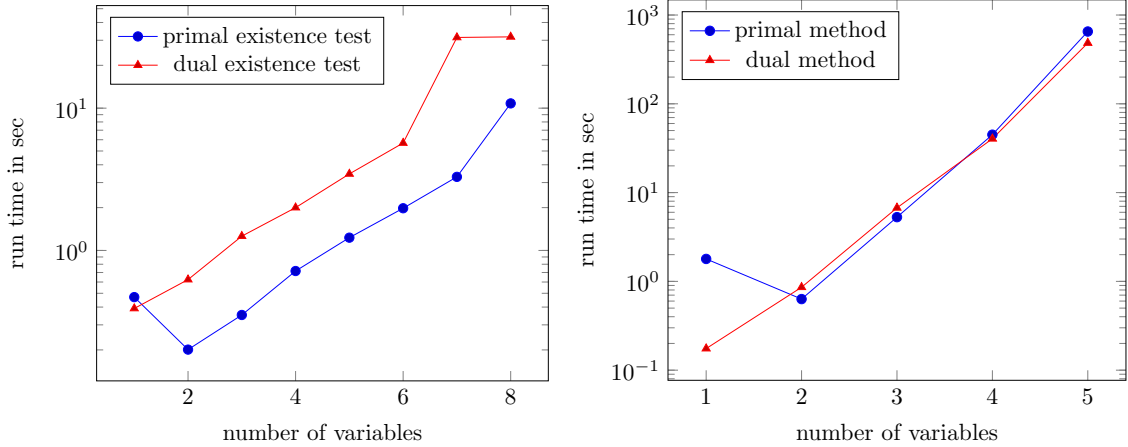 primal existence test
dual existence test
10^1
10^0
run time in sec
2 4 6 8
number of variables
primal method
dual method
10^3
10^2
10^1
10^0
10^−1
run time in sec
1 2 3 4 5
number of variables